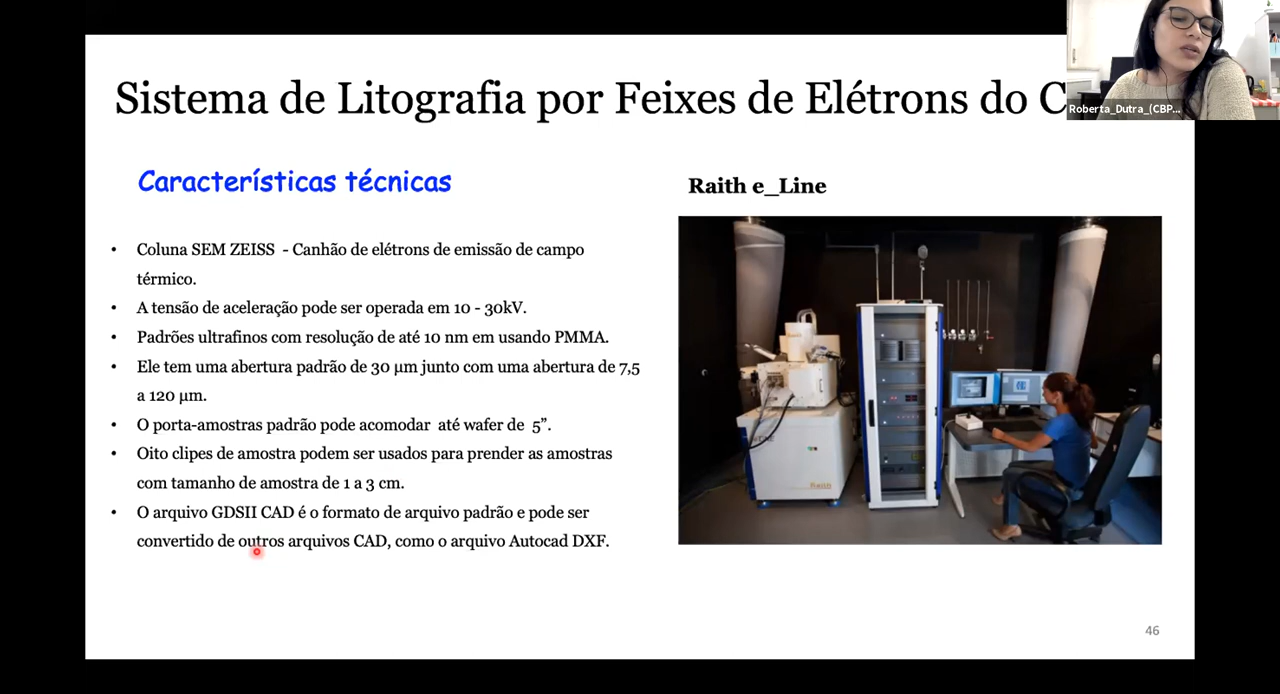 Sistema de Litografia por Feixes de Elétrons do C
Roberta_Dutra_(CBP...
Características técnicas
Raith e_Line
• Coluna SEM ZEISS - Canhão de elétrons de emissão de campo
térmico.
• A tensão de aceleração pode ser operada em 10 - 30kV.
• Padrões ultrafinos com resolução de até 10 nm em usando PMMA.
• Ele tem uma abertura padrão de 30 µm junto com uma abertura de 7,5
a 120 µm.
• O porta-amostras padrão pode acomodar até wafer de 5”.
• Oito clipes de amostra podem ser usados para prender as amostras
com tamanho de amostra de 1 a 3 cm.
• O arquivo GDSII CAD é o formato de arquivo padrão e pode ser
convertido de outros arquivos CAD, como o arquivo Autocad DXF.
Raith
46